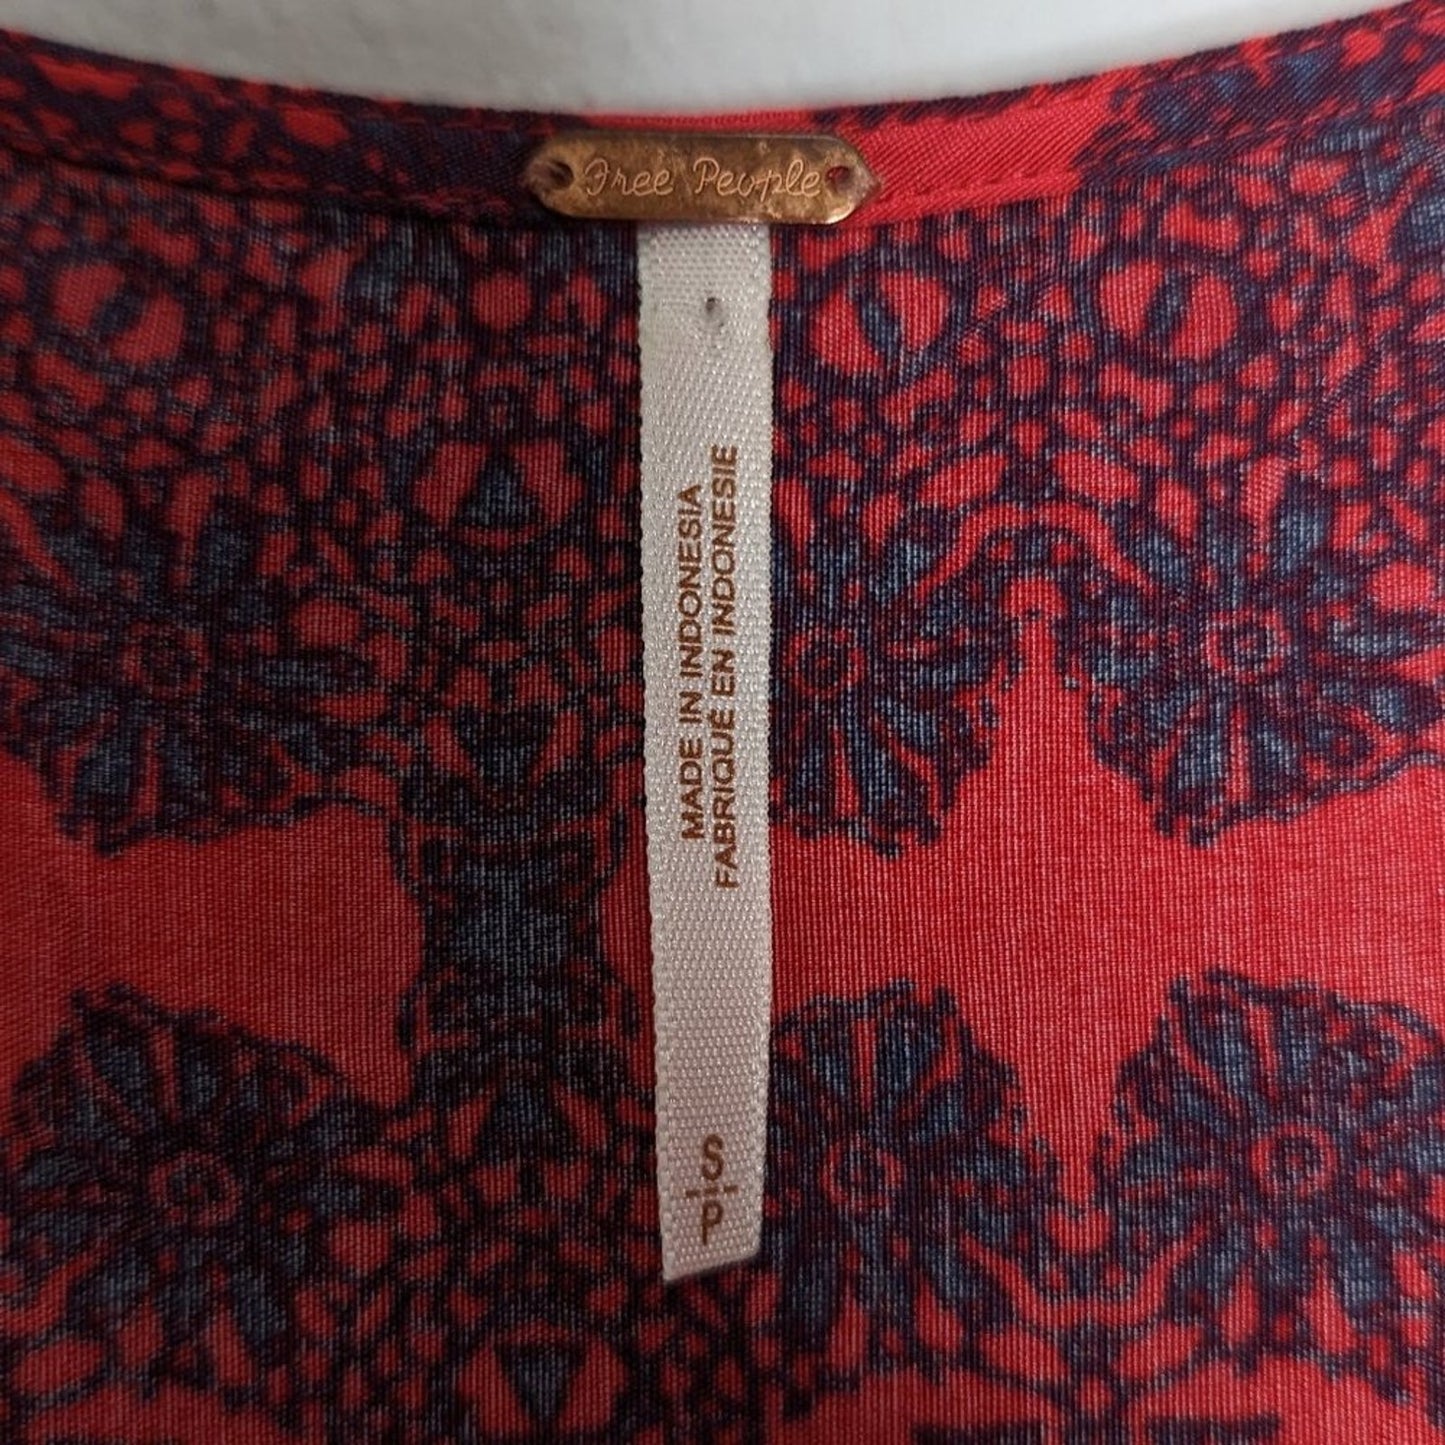 Free People
MADE IN INDONESIA
FABRIQUÉ EN INDONESIE
S
P